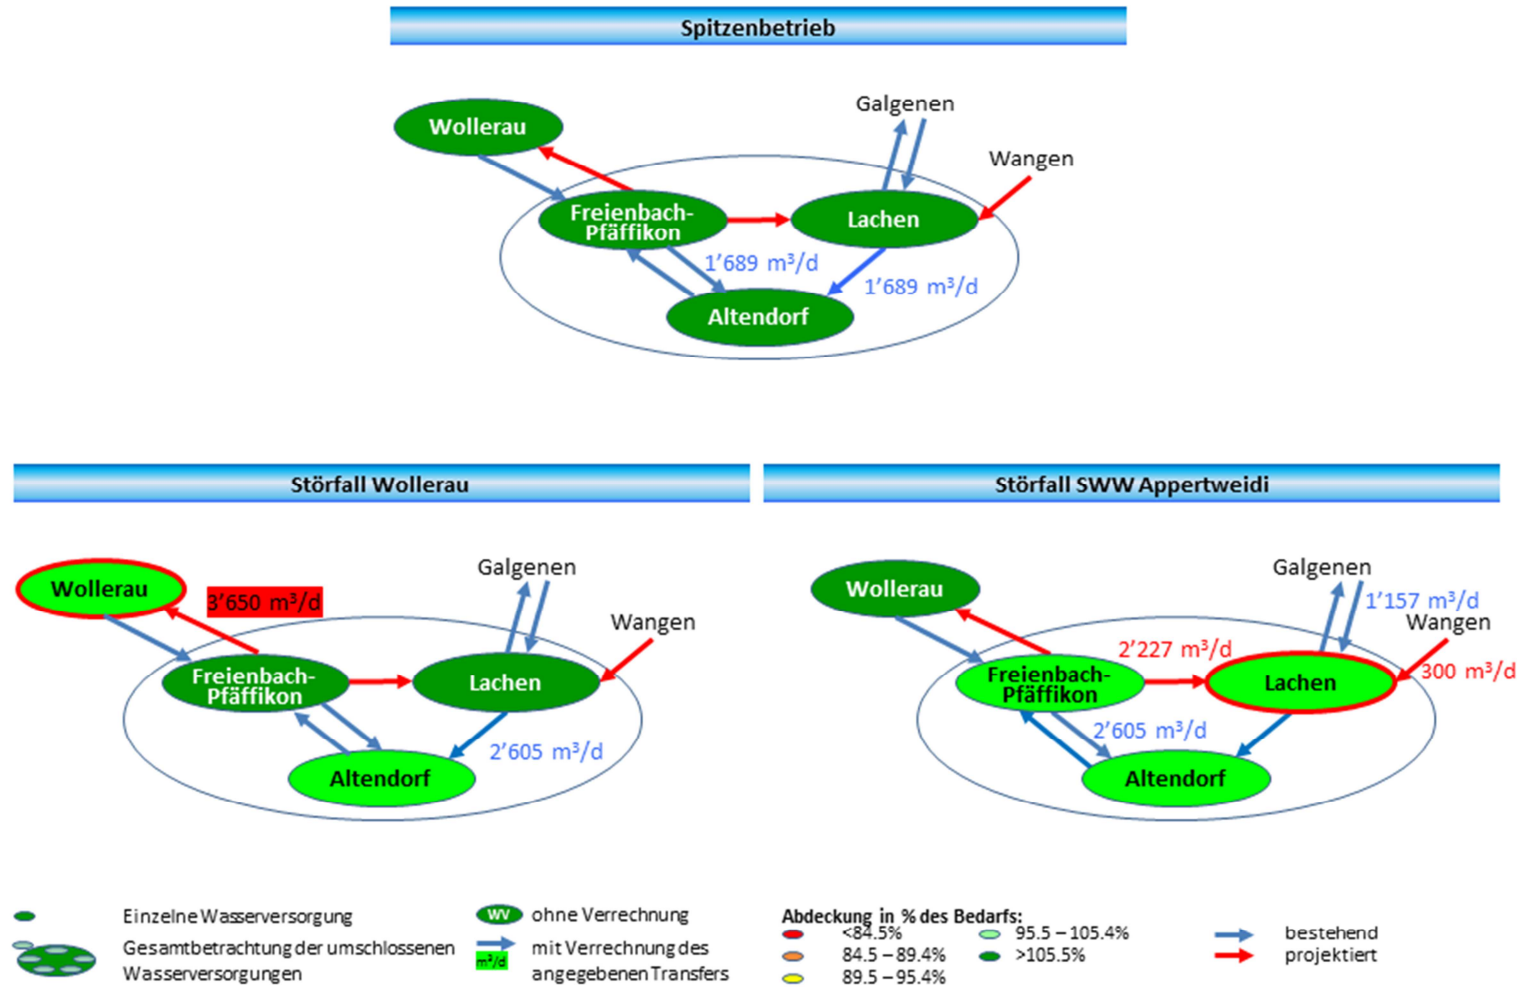 Spitzenbetrieb
Galgenen
Wollerau
Wangen
Freienbach-
Pfäffikon
Lachen
1’689 m³/d
1’689 m³/d
Altendorf
Störfall Wollerau
Störfall SWW Appertweidi
Galgenen
Wollerau
3’650 m³/d
Wangen
Freienbach-
Pfäffikon
Lachen
2’605 m³/d
Altendorf
Galgenen
Wollerau
1’157 m³/d
Wangen
2’227 m³/d
Freienbach-
Pfäffikon
Lachen
300 m³/d
2’605 m³/d
Altendorf
Einzelne Wasserversorgung
Gesamtbetrachtung der umschlossenen
Wasserversorgungen
WV ohne Verrechnung
m³/d mit Verrechnung des
angegebenen Transfers
Abdeckung in % des Bedarfs:
<84.5%
84.5 – 89.4%
89.5 – 95.4%
95.5 – 105.4%
>105.5%
bestehend
projektiert